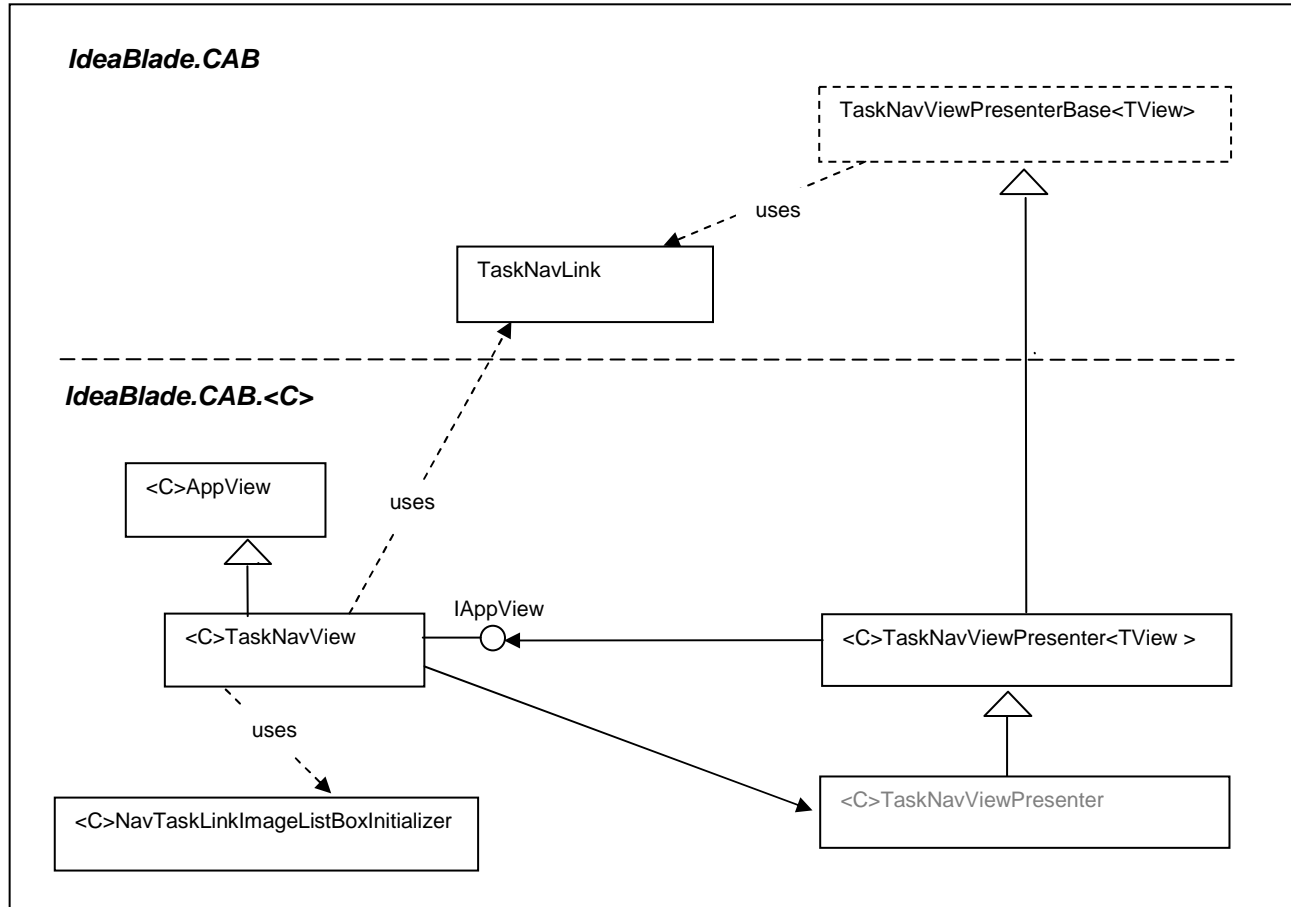 IdeaBlade.CAB
TaskNavViewPresenterBase<TView>
uses
TaskNavLink
IdeaBlade.CAB.<C>
<C>AppView
uses
IAppView
<C>TaskNavView
<C>TaskNavViewPresenter<TView >
uses
<C>TaskNavViewPresenter
<C>NavTaskLinkImageListBoxInitializer